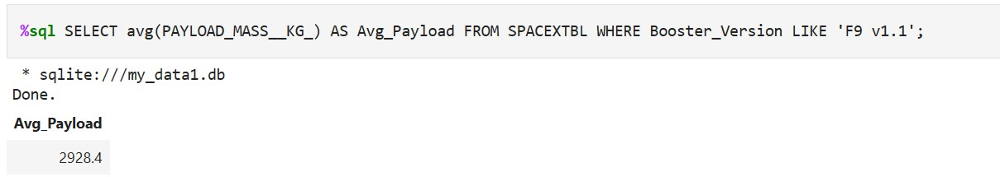 %sql SELECT avg(PAYLOAD_MASS__KG_) AS Avg_Payload FROM SPACEXTBL WHERE Booster_Version LIKE 'F9 v1.1';
* sqlite:///my_data1.db
Done.
Avg_Payload
2928.4